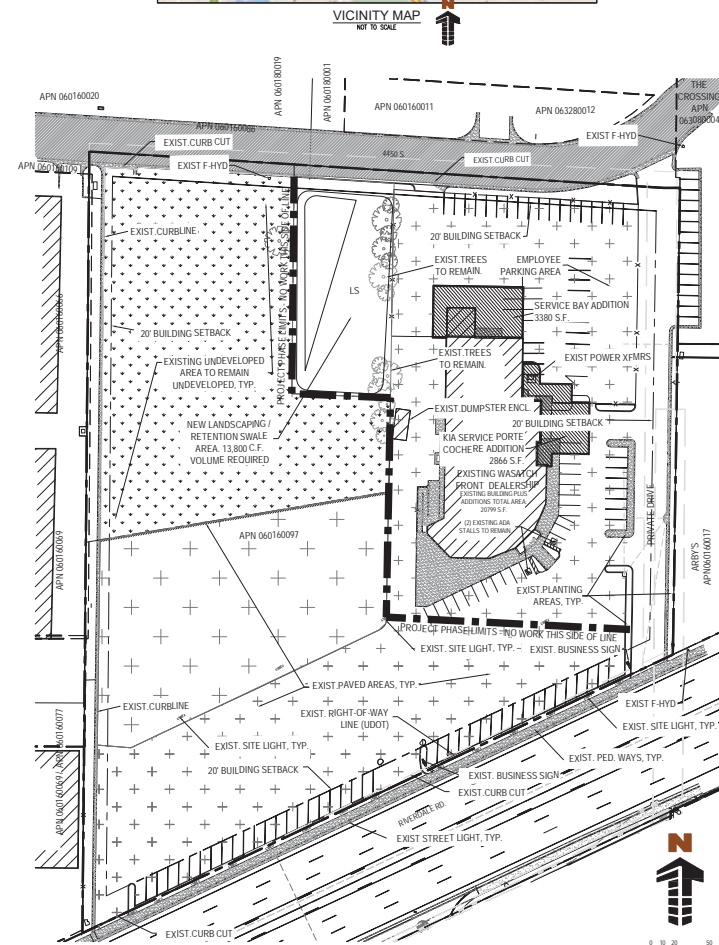 N
VICINITY MAP
NOT TO SCALE
APN 060160020
APN 060180019
APN 060180001
APN 060160011
APN 063280012
THE
CROSSING
APN
063080004
EXIST F-HYD
EXIST.CURB CUT
4450 S.
EXIST.CURB CUT
EXIST F-HYD
EXIST.CURBLINE
PROJECT PHASE LIMITS - NO WORK THIS SIDE OF LINE
20' BUILDING SETBACK
EXIST.TREES
TO REMAIN.
EMPLOYEE
PARKING AREA
LS
SERVICE BAY ADDITION
3380 S.F.
20' BUILDING SETBACK
EXIST.TREES
TO REMAIN.
EXIST POWER XFMRS
EXISTING UNDEVELOPED
AREA TO REMAIN
UNDEVELOPED, TYP.
EXIST.DUMPSTER ENCL.
20' BUILDING SETBACK
NEW LANDSCAPING /
RETENTION SWALE
AREA. 13,800 C.F.
VOLUME REQUIRED
KIA SERVICE PORTE
COCHERE ADDITION
2866 S.F.
EXISTING WASATCH
FRONT DEALERSHIP
EXISTING BUILDING PLUS
ADDITIONS TOTAL AREA:
20799 S.F.
(2) EXISTING ADA
STALLS TO REMAIN
PRIVATE DRIVE
ARBY'S
APN060160017
APN 060160069
APN 060160097
EXIST.PLANTING
AREAS, TYP.
PROJECT PHASE LIMITS - NO WORK THIS SIDE OF LINE
EXIST. SITE LIGHT, TYP.
EXIST. BUSINESS SIGN
EXIST.PAVED AREAS, TYP.
EXIST.CURBLINE
EXIST. RIGHT-OF-WAY
LINE (UDOT)
EXIST F-HYD
EXIST. SITE LIGHT, TYP.
EXIST. SITE LIGHT, TYP.
EXIST. PED. WAYS, TYP.
20' BUILDING SETBACK
EXIST. BUSINESS SIGN
EXIST.CURB CUT
APN 060160069 / APN 060160077
RIVERDALE RD.
EXIST STREET LIGHT, TYP.
N
EXIST.CURB CUT
0 10 20 50